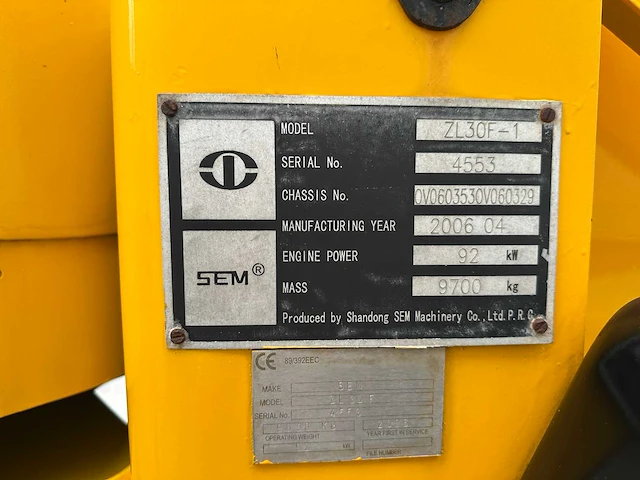 MODEL ZL30F-1
SERIAL No. 4553
CHASSIS No. 0V0603530V060329
MANUFACTURING YEAR 2006 04
ENGINE POWER 92 kW
SEM®
MASS 9700 kg
Produced by Shandong SEM Machinery Co., Ltd. P. R. C.
CE 89/392EEC
MAKE
MODEL
SERIAL No.
OPERATING WEIGHT YEAR FIRST IN SERVICE
kW FILE NUMBER